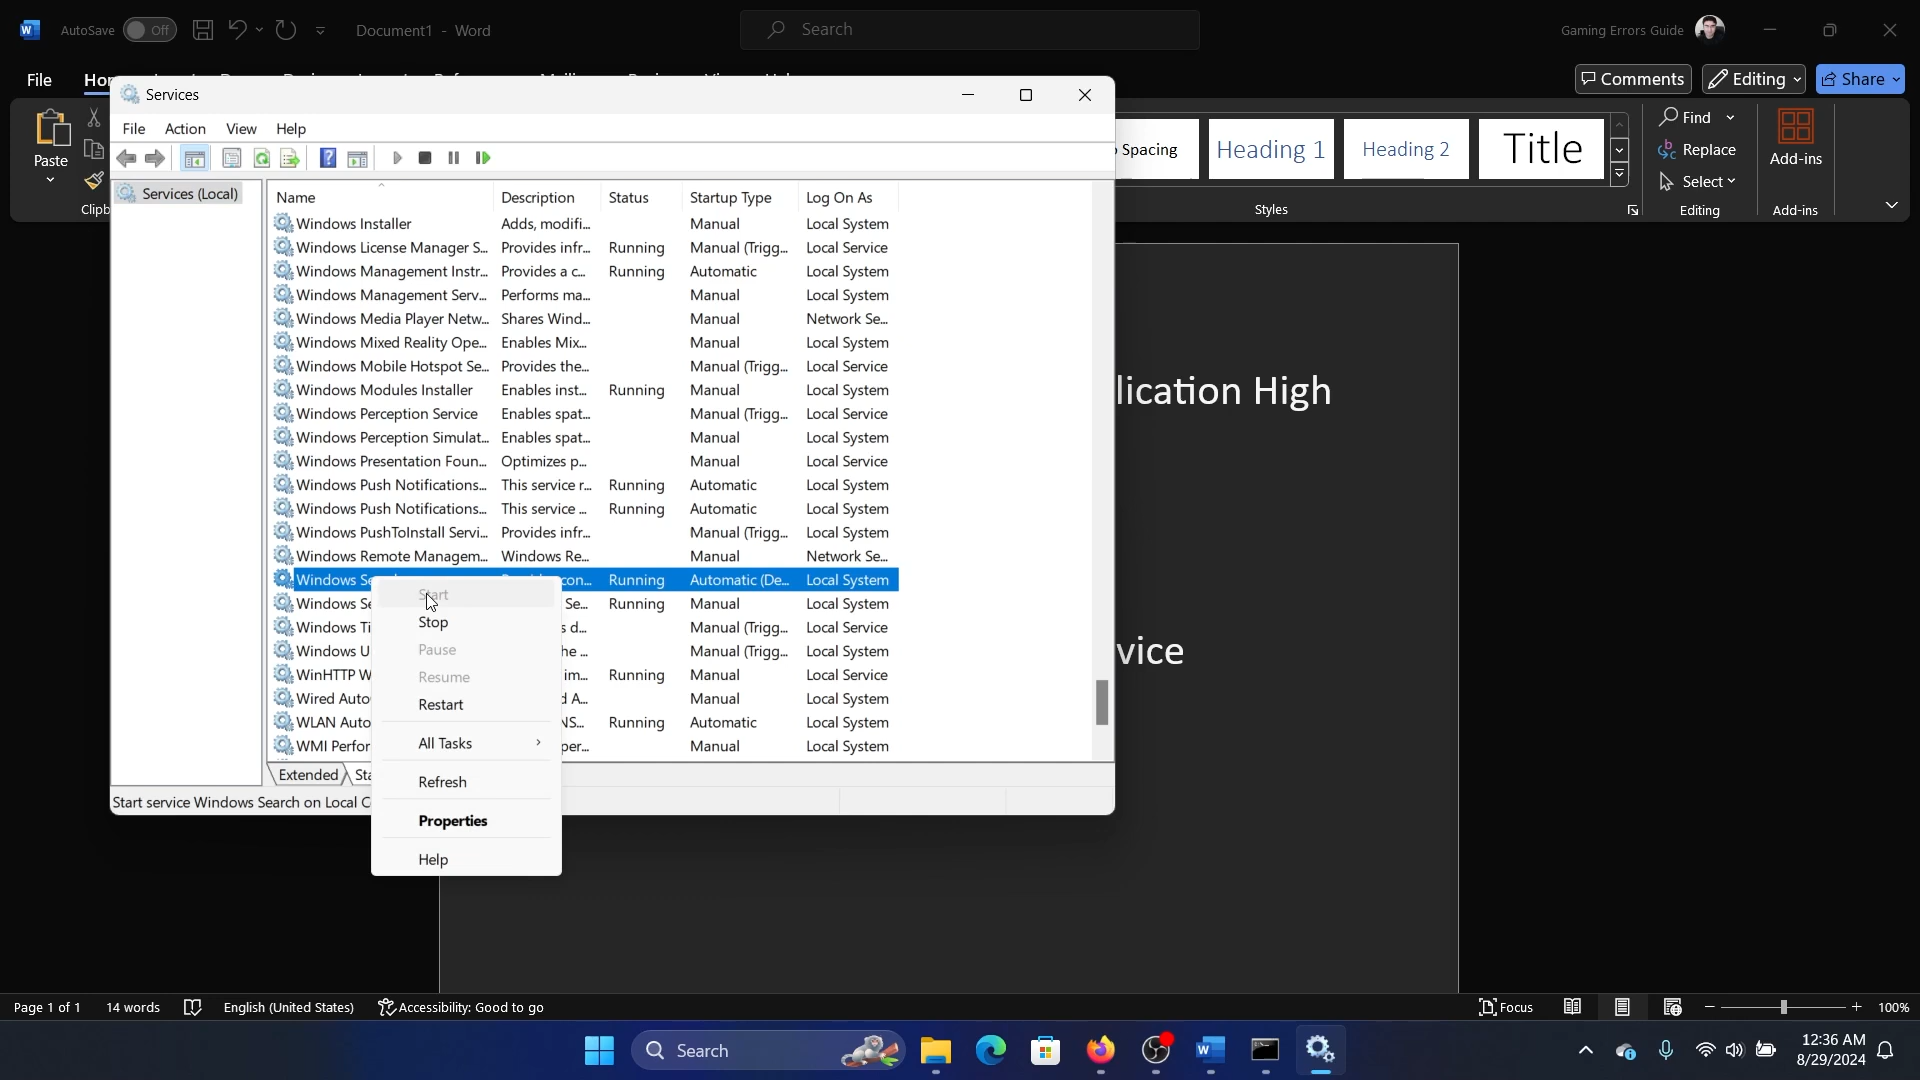 AutoSave Off Document1 - Word Search Gaming Errors Guide
File Comments Editing Share
Services
File Action View Help
Paste
Spacing Heading 1 Heading 2 Title
Find
Replace
Select
Add-ins
Styles Editing Add-ins
Services (Local)
Name Description Status Startup Type Log On As
Windows Installer Adds, modifi... Manual Local System
Windows License Manager S... Provides infr... Running Manual (Trigg... Local Service
Windows Management Instr... Provides a c... Running Automatic Local System
Windows Management Serv... Performs ma... Manual Local System
Windows Media Player Netw... Shares Wind... Manual Network Se...
Windows Mixed Reality Ope... Enables Mix... Manual Local System
Windows Mobile Hotspot Se... Provides the... Manual (Trigg... Local Service
Windows Modules Installer Enables inst... Running Manual Local System
Windows Perception Service Enables spat... Manual (Trigg... Local Service
Windows Perception Simulat... Enables spat... Manual Local System
Windows Presentation Foun... Optimizes p... Manual Local Service
Windows Push Notifications... This service r... Running Automatic Local System
Windows Push Notifications... This service ... Running Automatic Local System
Windows PushToInstall Servi... Provides infr... Manual (Trigg... Local System
Windows Remote Managem... Windows Re... Manual Network Se...
Windows Se con... Running Automatic (De... Local System
Windows Se Se... Running Manual Local System
Windows Ti s d... Manual (Trigg... Local Service
Windows U he ... Manual (Trigg... Local System
WinHTTP W im... Running Manual Local Service
Wired Auto d A... Manual Local System
WLAN Auto NS... Running Automatic Local System
WMI Perfor per... Manual Local System
Extended Sta
Start service Windows Search on Local C
Start
Stop
Pause
Resume
Restart
All Tasks
Refresh
Properties
Help
lication High
vice
Page 1 of 1 14 words English (United States) Accessibility: Good to go Focus 100%
Search
12:36 AM
8/29/2024